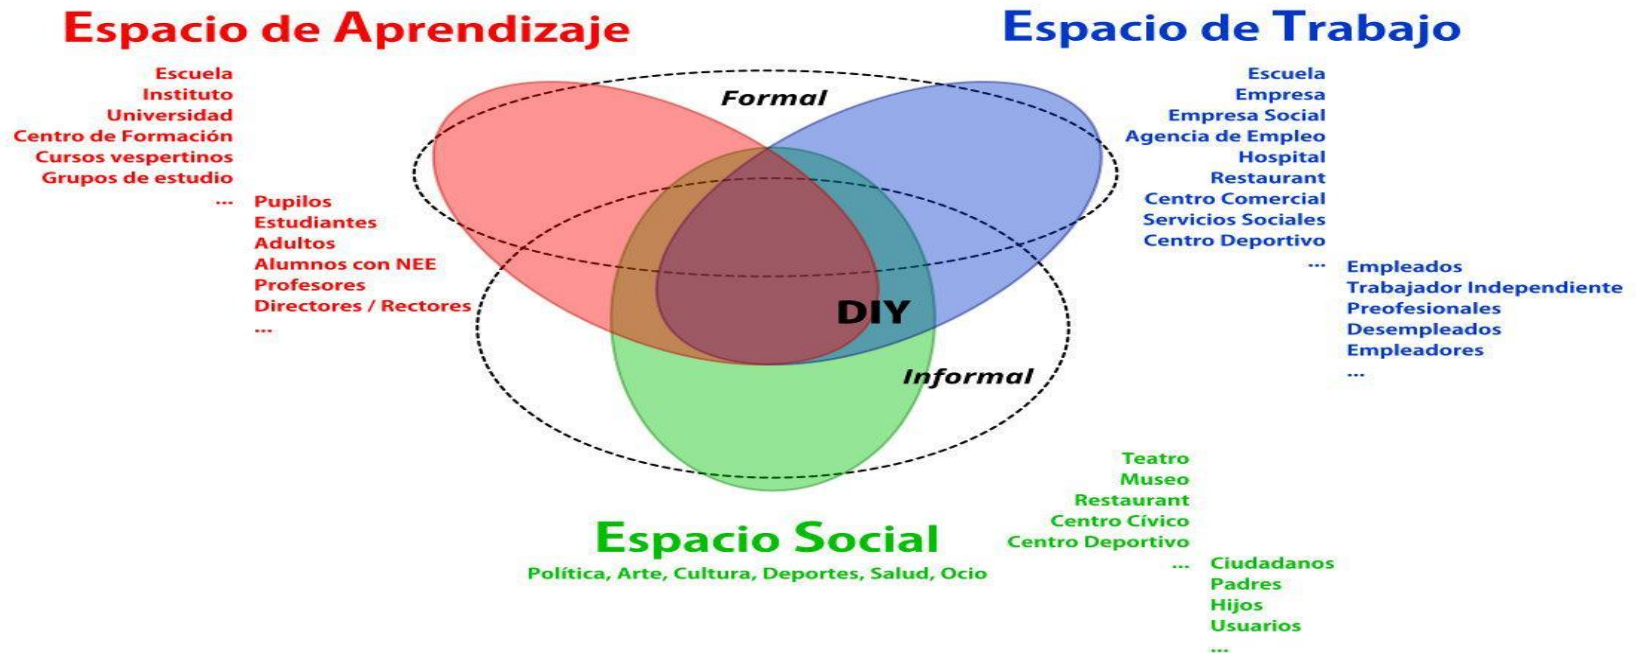 Espacio de Aprendizaje
Escuela
Instituto
Universidad
Centro de Formación
Cursos vespertinos
Grupos de estudio
...
Pupilos
Estudiantes
Adultos
Alumnos con NEE
Profesores
Directores / Rectores
...
Formal
DIY
Informal
Espacio de Trabajo
Escuela
Empresa
Empresa Social
Agencia de Empleo
Hospital
Restaurant
Centro Comercial
Servicios Sociales
Centro Deportivo
...
Empleados
Trabajador Independiente
Preofesionales
Desempleados
Empleadores
...
Espacio Social
Política, Arte, Cultura, Deportes, Salud, Ocio
Teatro
Museo
Restaurant
Centro Cívico
Centro Deportivo
...
Ciudadanos
Padres
Hijos
Usuarios
...